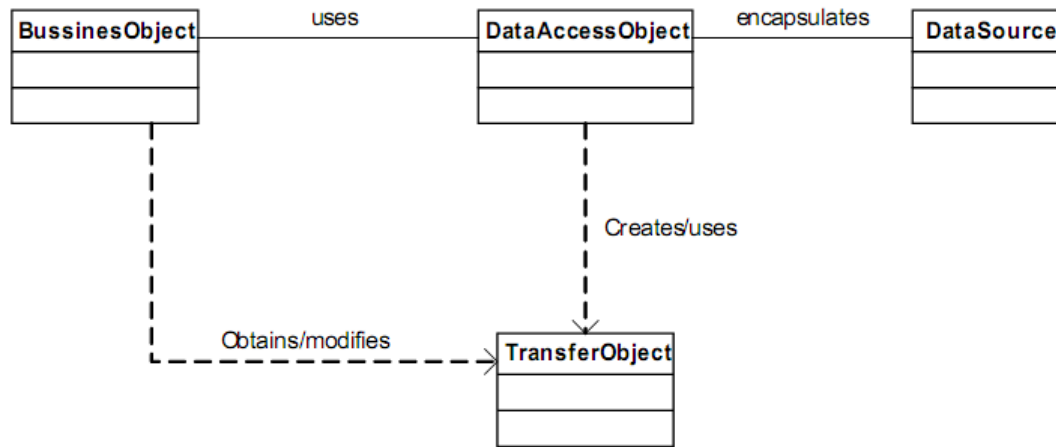 uses
encapsulates
BussinesObject
DataAccessObject
DataSource
Creates/uses
Obtains/modifies
TransferObject